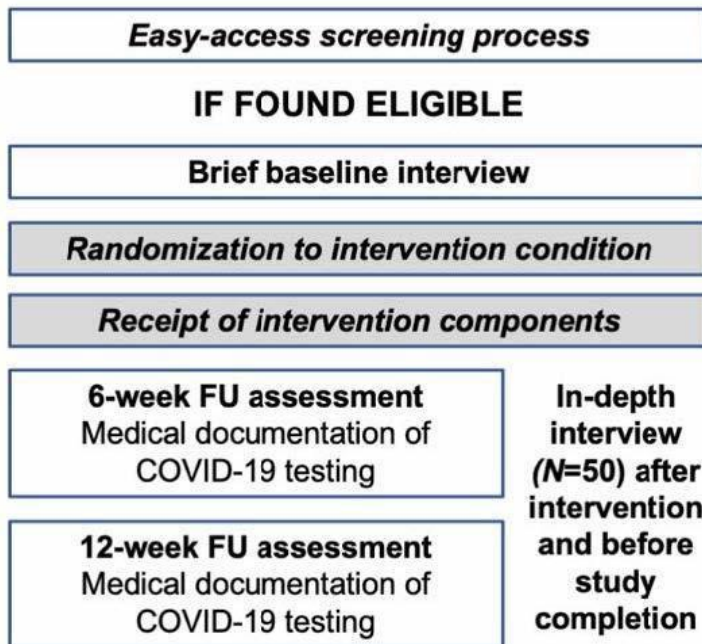 Easy-access screening process
IF FOUND ELIGIBLE
Brief baseline interview
Randomization to intervention condition
Receipt of intervention components
6-week FU assessment
Medical documentation of
COVID-19 testing
12-week FU assessment
Medical documentation of
COVID-19 testing
In-depth
interview
(N=50) after
intervention
and before
study
completion